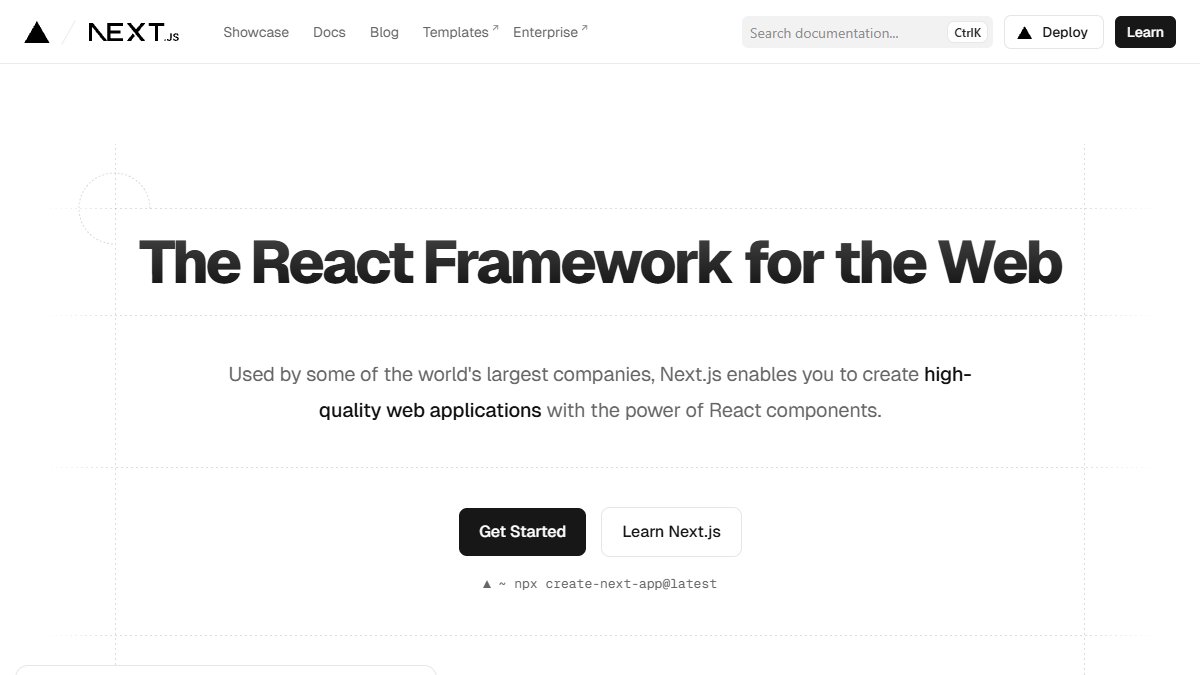 NEXT.JS
Showcase Docs Blog Templates Enterprise
Search documentation... CtrlK
Deploy
Learn
The React Framework for the Web
Used by some of the world's largest companies, Next.js enables you to create high-
quality web applications with the power of React components.
Get Started
Learn Next.js
▲ ~ npx create-next-app@latest